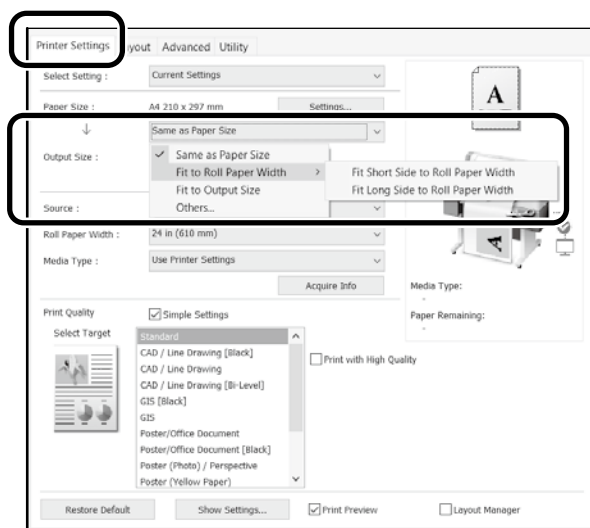 Printer Settings yout Advanced Utility
Select Setting : Current Settings
Paper Size : A4 210 x 297 mm Settings...
Same as Paper Size
Output Size : Same as Paper Size
Fit to Roll Paper Width Fit Short Side to Roll Paper Width
Fit to Output Size Fit Long Side to Roll Paper Width
Source : Others...
Roll Paper Width : 24 in (610 mm)
Media Type : Use Printer Settings
Acquire Info Media Type:
-
Print Quality Simple Settings Paper Remaining:
-
Select Target Standard
CAD / Line Drawing [Black]
CAD / Line Drawing Print with High Quality
CAD / Line Drawing [Bi-Level]
GIS [Black]
GIS
Poster/Office Document
Poster/Office Document [Black]
Poster (Photo) / Perspective
Poster (Yellow Paper)
Restore Default Show Settings... Print Preview Layout Manager
A
A